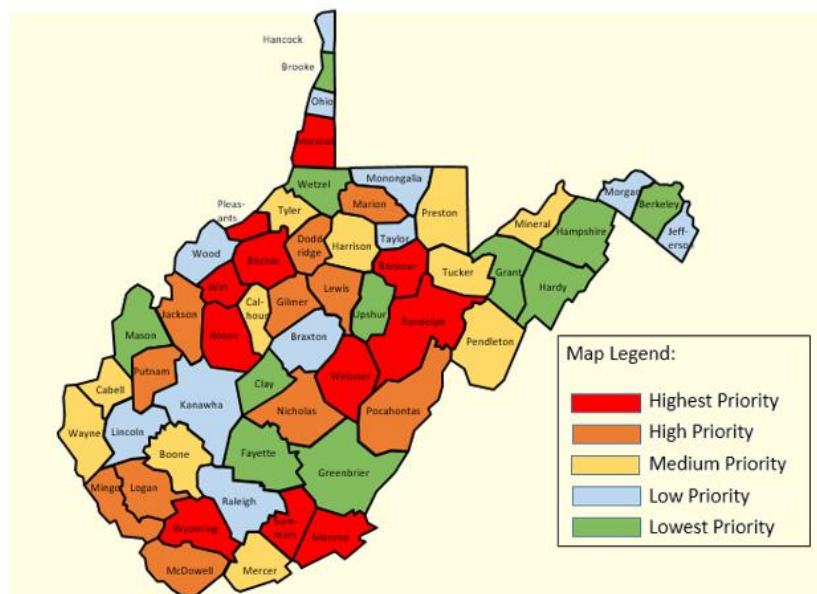 Hancock
Brooke
Ohio
Marshall
Wetzel
Monongalia
Marion
Preston
Pleas-
ants
Tyler
Dodd
ridge
Harrison
Taylor
Morgan
Berkeley
Jeff-
erson
Mineral
Hampshire
Wood
Ritchie
Barbour
Tucker
Grant
Hardy
Wirt
Cal-
houn
Gilmer
Lewis
Upshur
Randolph
Jackson
Roane
Braxton
Pendleton
Mason
Putnam
Clay
Webster
Cabell
Kanawha
Nicholas
Pocahontas
Wayne
Lincoln
Boone
Fayette
Greenbrier
Mingo
Logan
Raleigh
Wyoming
Sum-
mers
Monroe
McDowell
Mercer
Map Legend:
Highest Priority
High Priority
Medium Priority
Low Priority
Lowest Priority